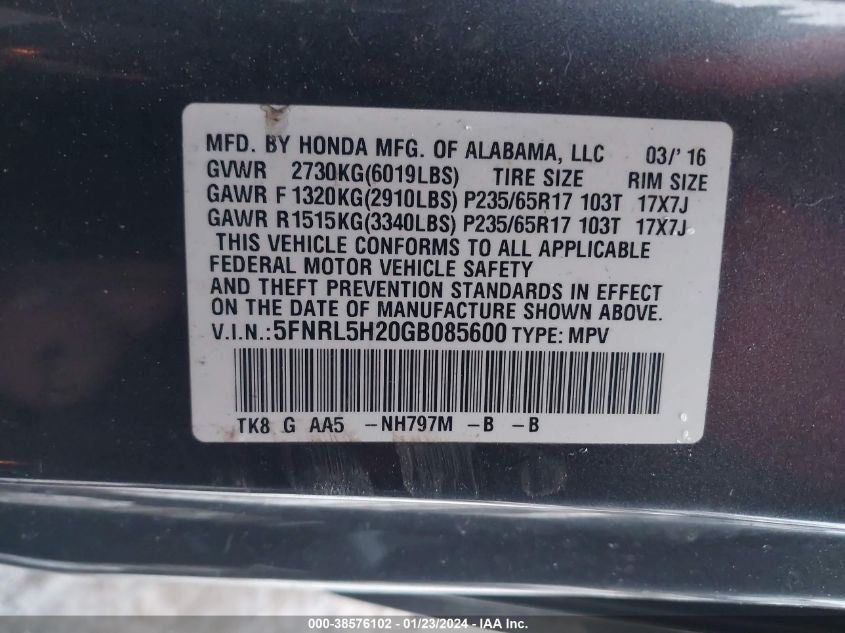 MFD. BY HONDA MFG. OF ALABAMA, LLC 03/' 16
GVWR 2730KG(6019LBS) TIRE SIZE RIM SIZE
GAWR F 1320KG(2910LBS) P235/65R17 103T 17X7J
GAWR R1515KG(3340LBS) P235/65R17 103T 17X7J
THIS VEHICLE CONFORMS TO ALL APPLICABLE
FEDERAL MOTOR VEHICLE SAFETY
AND THEFT PREVENTION STANDARDS IN EFFECT
ON THE DATE OF MANUFACTURE SHOWN ABOVE.
V.I.N.:5FNRL5H20GB085600 TYPE: MPV
TK8 G AA5 -NH797M -B -B
000-38576102 - 01/23/2024 - IAA Inc.